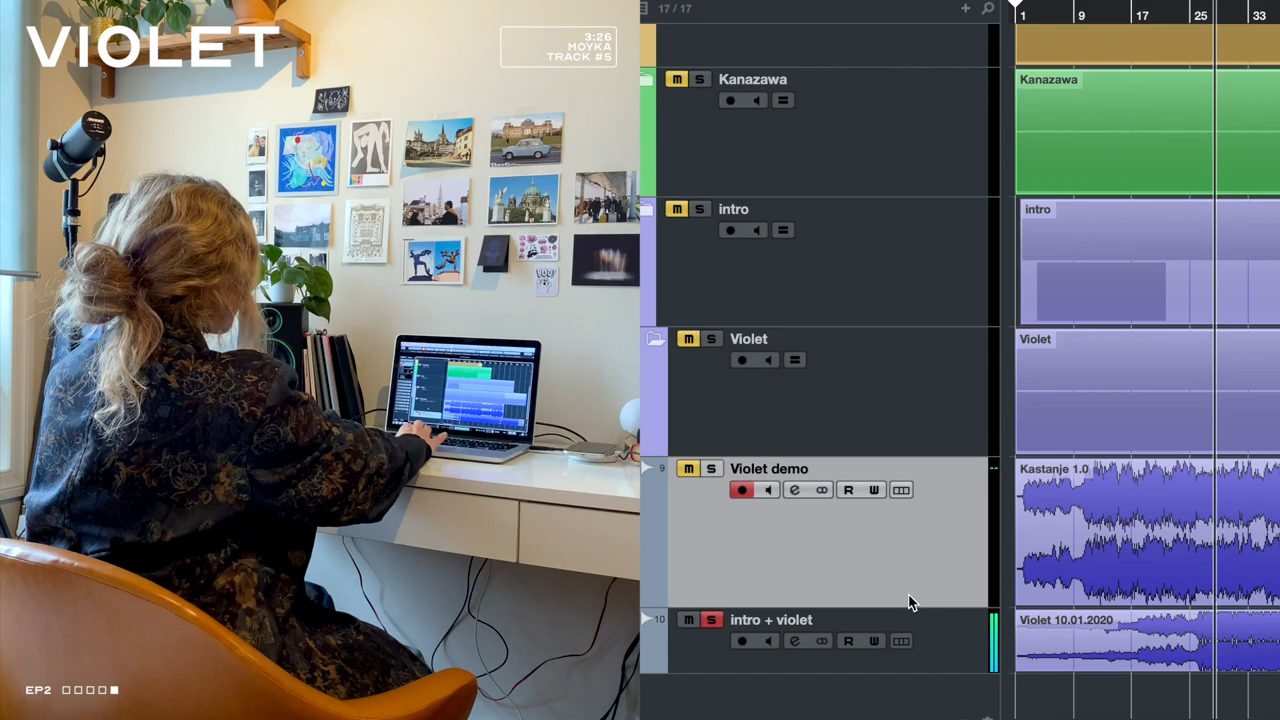 VIOLET
3:26
MOYKA
TRACK #5
BOO!
EP2
17 / 17
1 9 17 25 33
M S Kanazawa
Kanazawa
M S intro
intro
M S Violet
Violet
9 M S Violet demo
R W
Kastanje 1.0
10 M S intro + violet
R W
Violet 10.01.2020